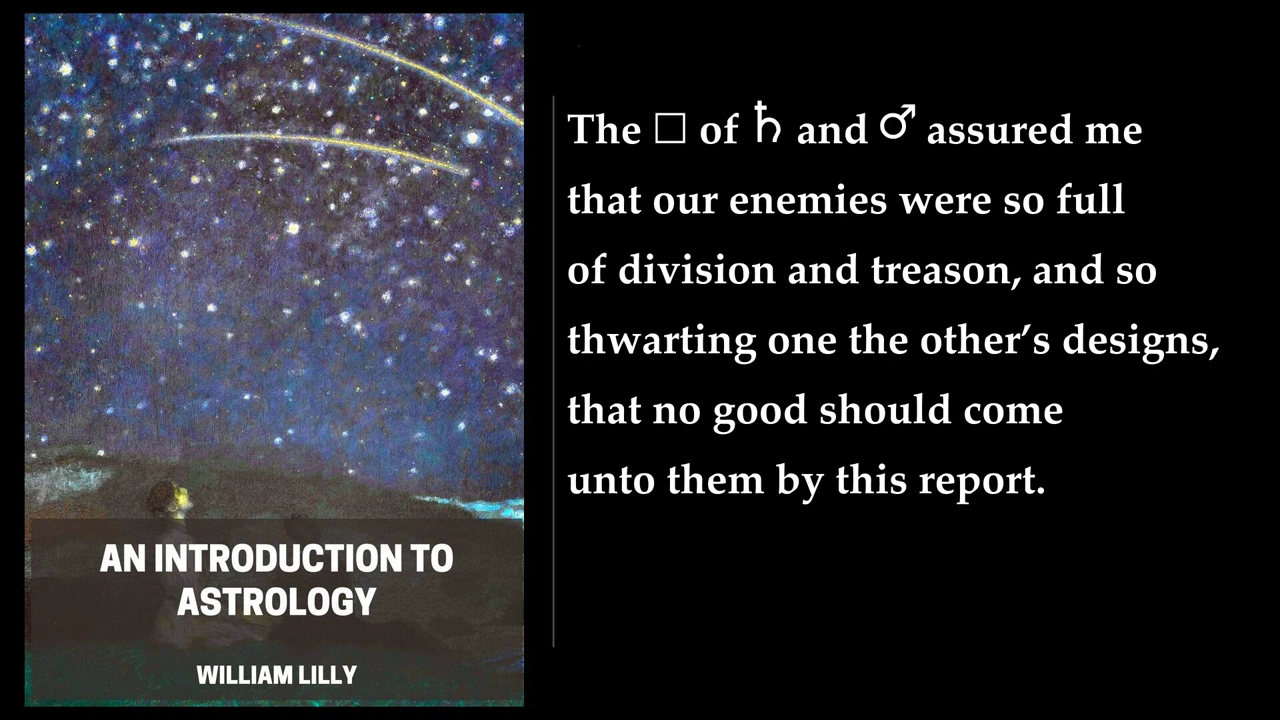 AN INTRODUCTION TO
ASTROLOGY
WILLIAM LILLY
The □ of ♄ and ♂ assured me
that our enemies were so full
of division and treason, and so
thwarting one the other’s designs,
that no good should come
unto them by this report.